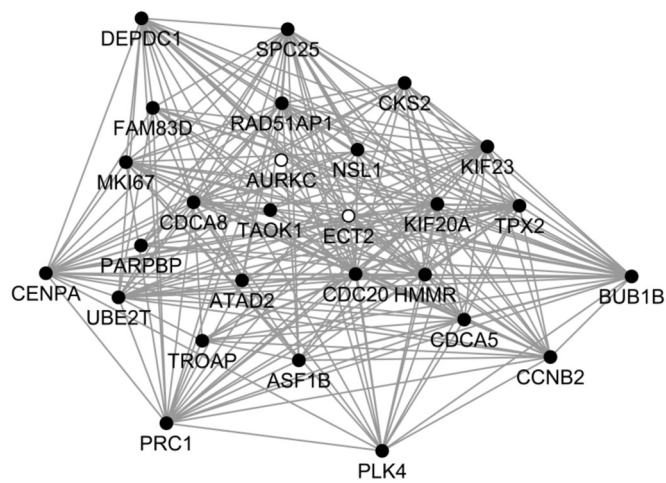 DEPDC1
SPC25
CKS2
FAM83D
RAD51AP1
KIF23
MKI67
AURKC
NSL1
CDCA8
TAOK1
ECT2
KIF20A
TPX2
PARPBP
CENPA
UBE2T
ATAD2
CDC20
HMMR
BUB1B
TROAP
ASF1B
CDCA5
CCNB2
PRC1
PLK4